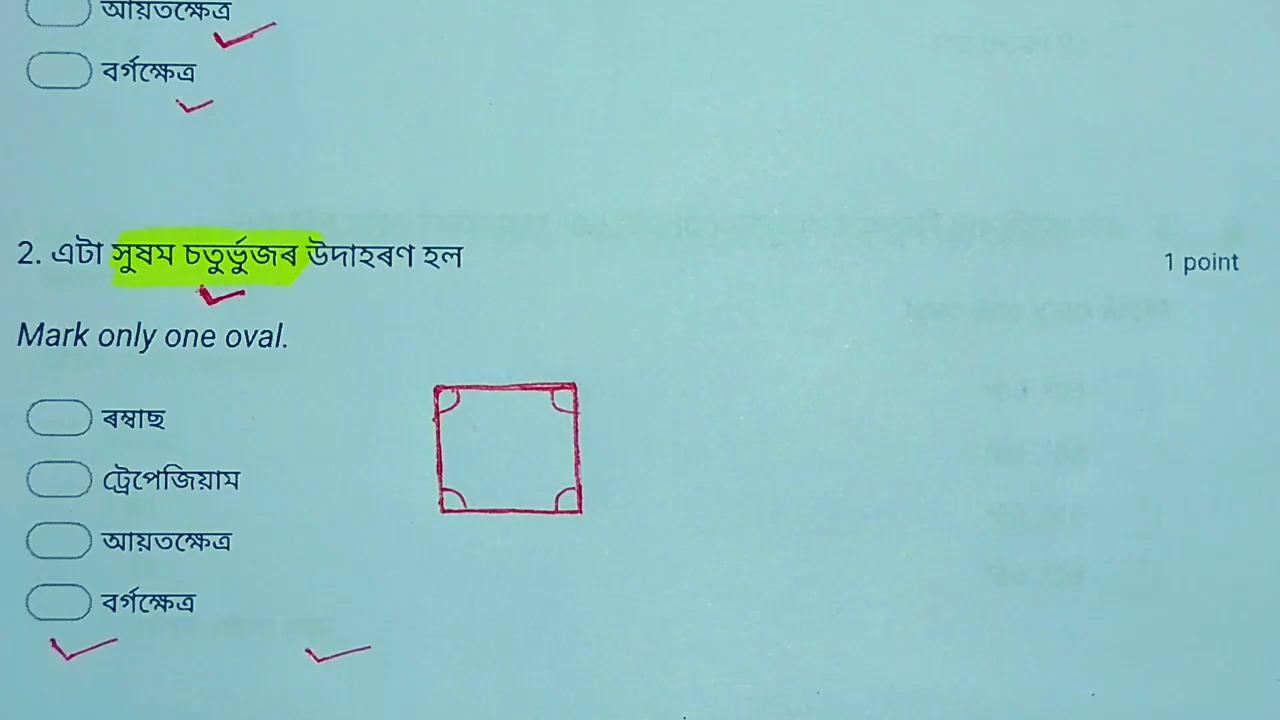 আয়তক্ষেত্ৰ
বৰ্গক্ষেত্ৰ
2. এটা সুষম চতুৰ্ভুজৰ উদাহৰণ হল
1 point
Mark only one oval.
ৰম্বাছ
ট্ৰেপেজিয়াম
আয়তক্ষেত্ৰ
বৰ্গক্ষেত্ৰ